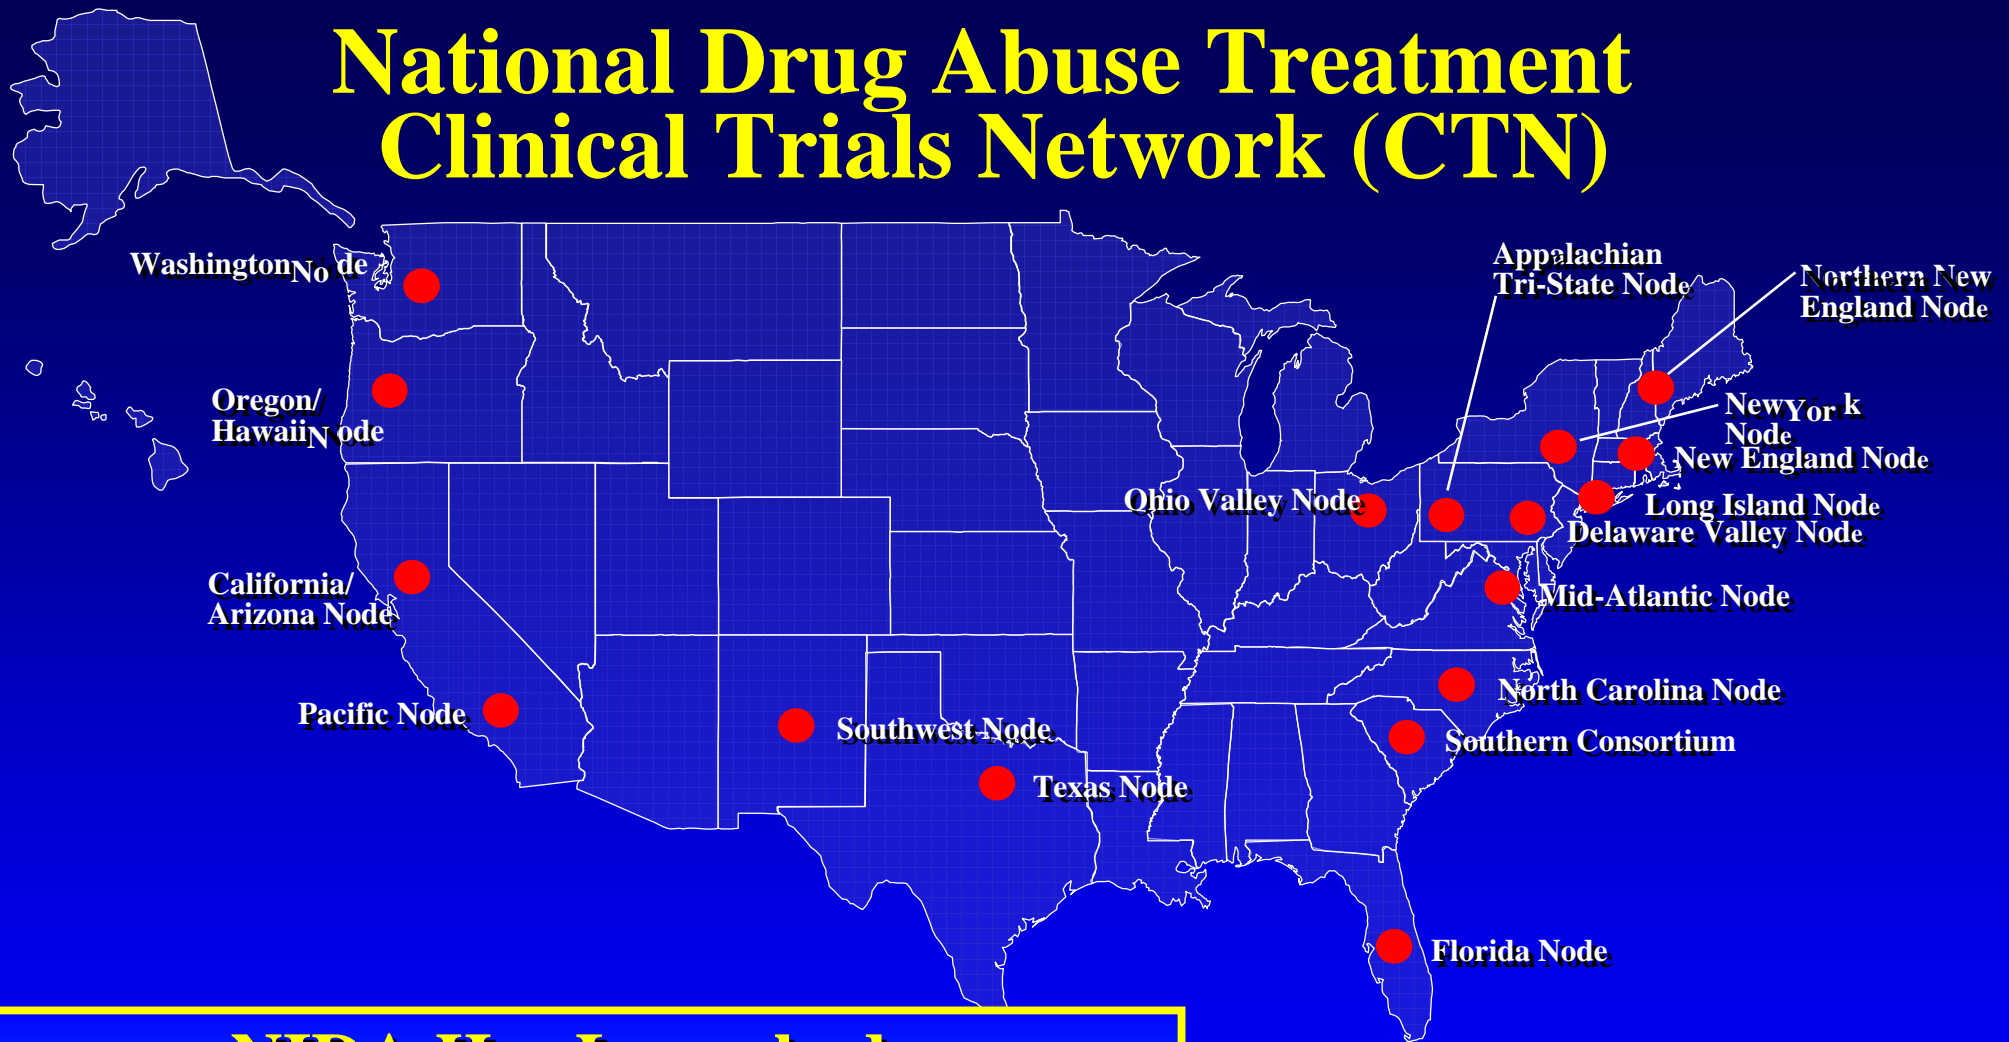 National Drug Abuse Treatment
Clinical Trials Network (CTN)
Washington Node
Oregon/
Hawaii Node
California/
Arizona Node
Pacific Node
Southwest Node
Texas Node
Ohio Valley Node
Appalachian
Tri-State Node
Northern New
England Node
New York
Node
New England Node
Long Island Node
Delaware Valley Node
Mid-Atlantic Node
North Carolina Node
Southern Consortium
Florida Node
NIDA Has